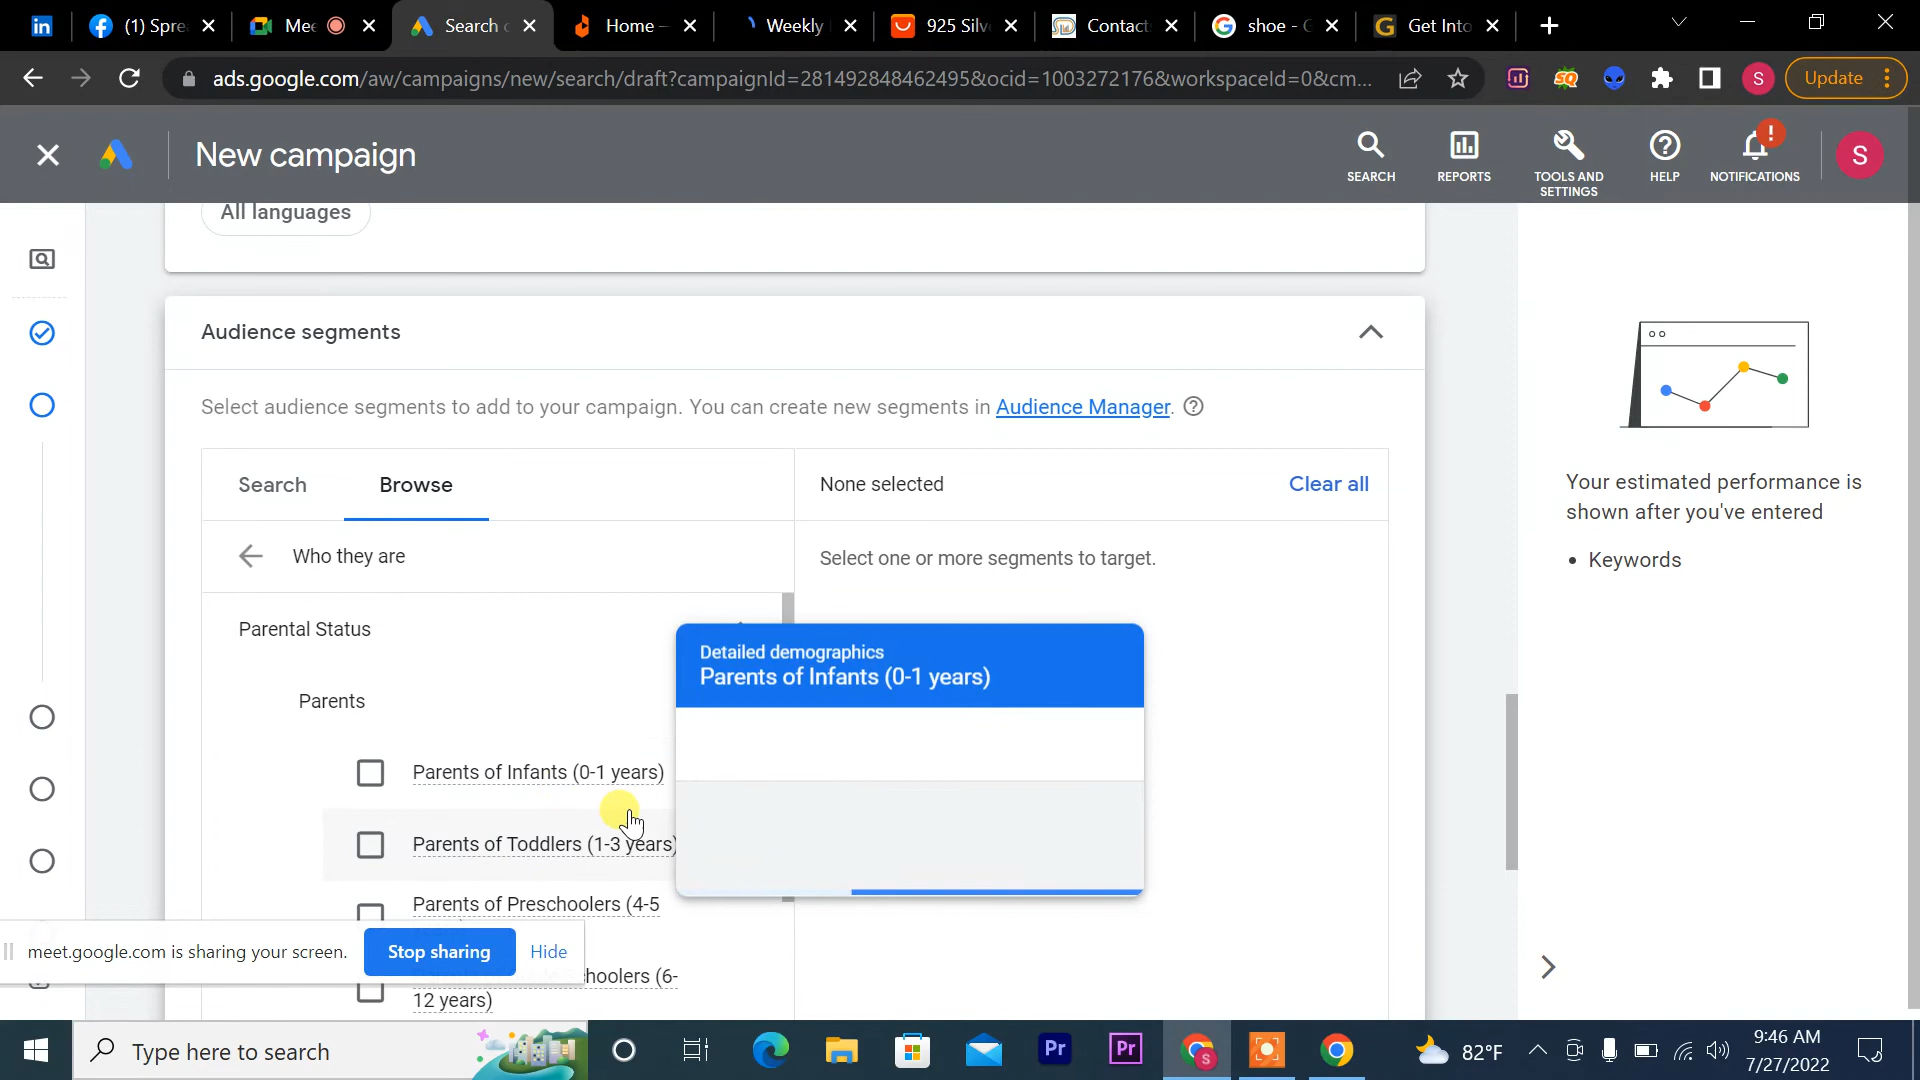 (1) Spre
Mee
Search c
Home –
Weekly
925 Silv
Contact
shoe - G
Get Into
ads.google.com/aw/campaigns/new/search/draft?campaignId=281492848462495&ocid=1003272176&workspaceId=0&cm...
S
Update
New campaign
SEARCH
REPORTS
TOOLS AND
SETTINGS
HELP
NOTIFICATIONS
S
All languages
Audience segments
Select audience segments to add to your campaign. You can create new segments in Audience Manager.
Search
Browse
None selected
Clear all
Who they are
Select one or more segments to target.
Parental Status
Parents
Parents of Infants (0-1 years)
Parents of Toddlers (1-3 years)
Parents of Preschoolers (4-5
choolers (6-
12 years)
Detailed demographics
Parents of Infants (0-1 years)
Your estimated performance is
shown after you've entered
• Keywords
meet.google.com is sharing your screen.
Stop sharing
Hide
Type here to search
Pr
Pr
S
82°F
9:46 AM
7/27/2022